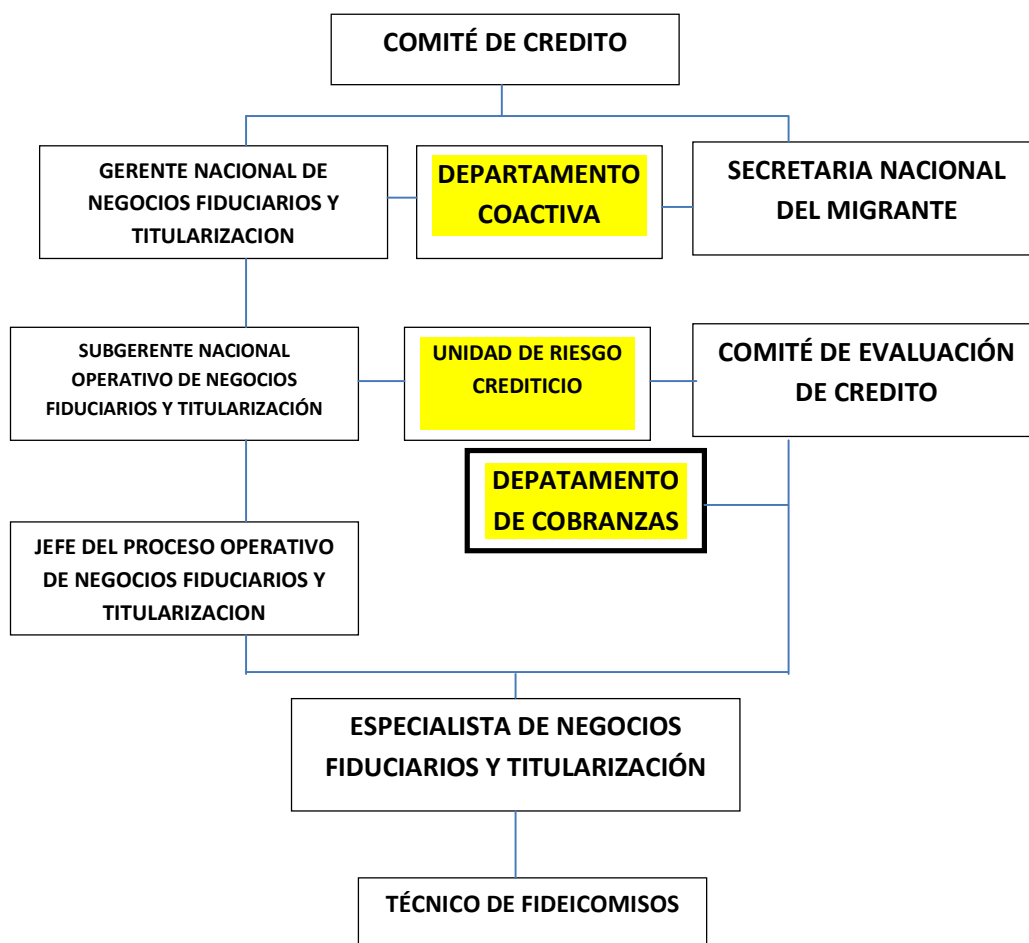 COMITÉ DE CREDITO
GERENTE NACIONAL DE
NEGOCIOS FIDUCIARIOS Y
TITULARIZACION
DEPARTAMENTO
COACTIVA
SECRETARIA NACIONAL
DEL MIGRANTE
SUBGERENTE NACIONAL
OPERATIVO DE NEGOCIOS
FIDUCIARIOS Y TITULARIZACIÓN
UNIDAD DE RIESGO
CREDITICIO
COMITÉ DE EVALUACIÓN
DE CREDITO
DEPATAMENTO
DE COBRANZAS
JEFE DEL PROCESO OPERATIVO
DE NEGOCIOS FIDUCIARIOS Y
TITULARIZACION
ESPECIALISTA DE NEGOCIOS
FIDUCIARIOS Y TITULARIZACIÓN
TÉCNICO DE FIDEICOMISOS